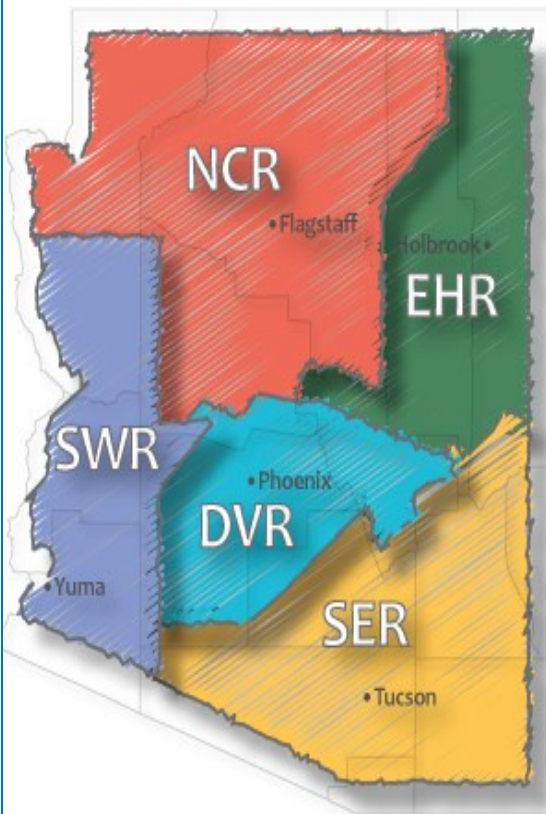 NCR
•Flagstaff
Holbrook•
EHR
SWR
•Phoenix
DVR
•Yuma
SER
•Tucson